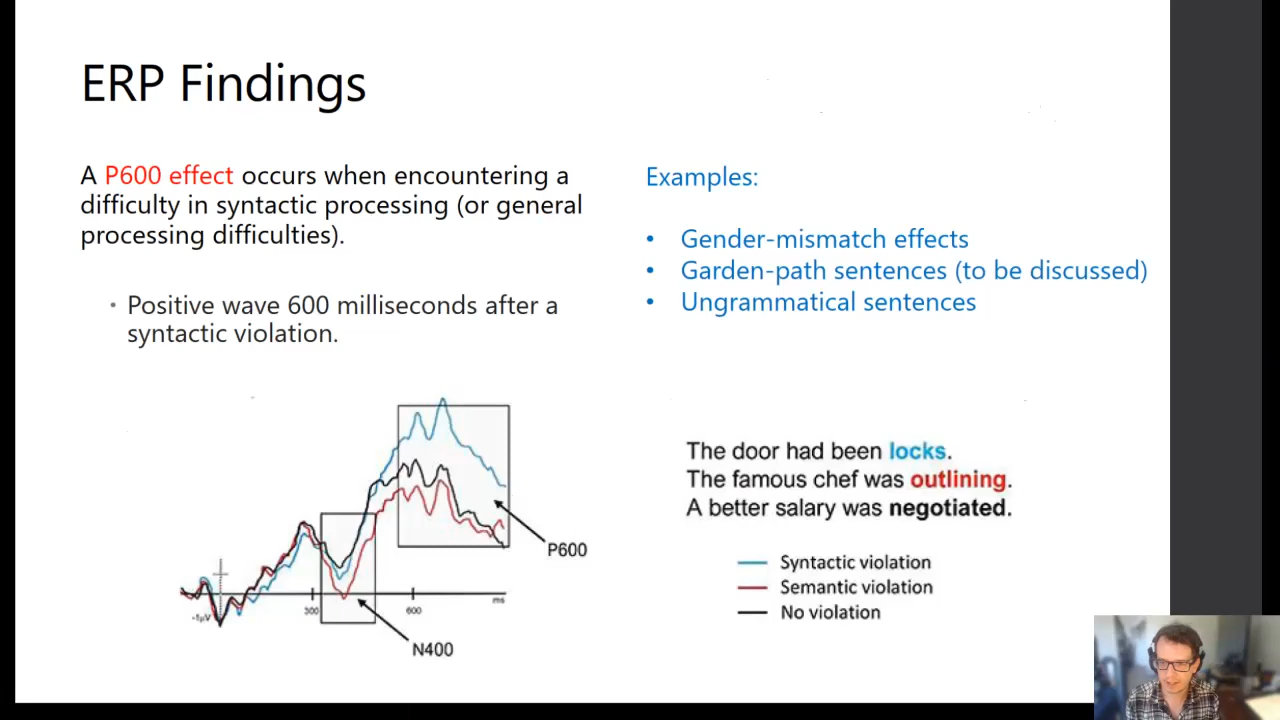 ERP Findings
A P600 effect occurs when encountering a
difficulty in syntactic processing (or general
processing difficulties).
• Positive wave 600 milliseconds after a
syntactic violation.
Examples:
• Gender-mismatch effects
• Garden-path sentences (to be discussed)
• Ungrammatical sentences
-1µV
300
600
ms
P600
N400
The door had been locks.
The famous chef was outlining.
A better salary was negotiated.
Syntactic violation
Semantic violation
No violation